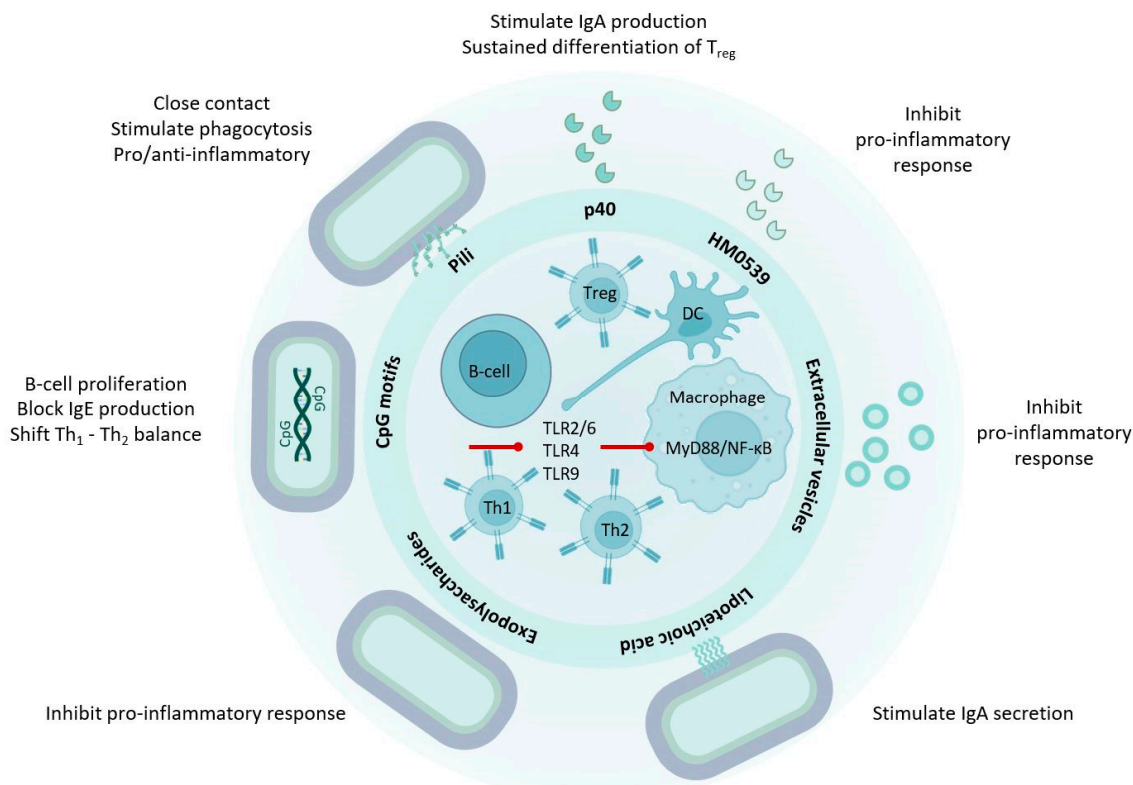 Stimulate IgA production
Sustained differentiation of Treg
Close contact
Stimulate phagocytosis
Pro/anti-inflammatory
Inhibit
pro-inflammatory
response
p40
Pili
HM0539
Treg
DC
B-cell
Macrophage
CpG
CpG
CpG motifs
B-cell proliferation
Block IgE production
Shift Th1 - Th2 balance
TLR2/6
TLR4
TLR9
MyD88/NF-κB
Extracellular vesicles
Inhibit
pro-inflammatory
response
Th1
Th2
Exopolysaccharides
Lipoteichoic acid
Inhibit pro-inflammatory response
Stimulate IgA secretion